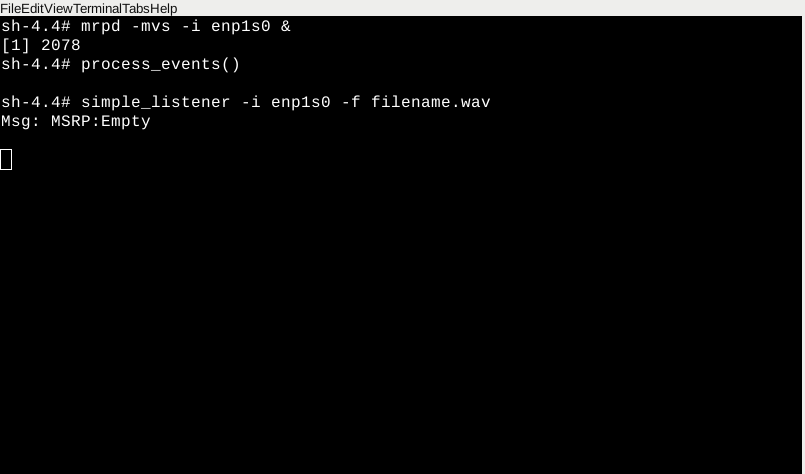 FileEditViewTerminalTabsHelp
sh-4.4# mrpd -mvs -i enp1s0 &
[1] 2078
sh-4.4# process_events()
sh-4.4# simple_listener -i enp1s0 -f filename.wav
Msg: MSRP:Empty